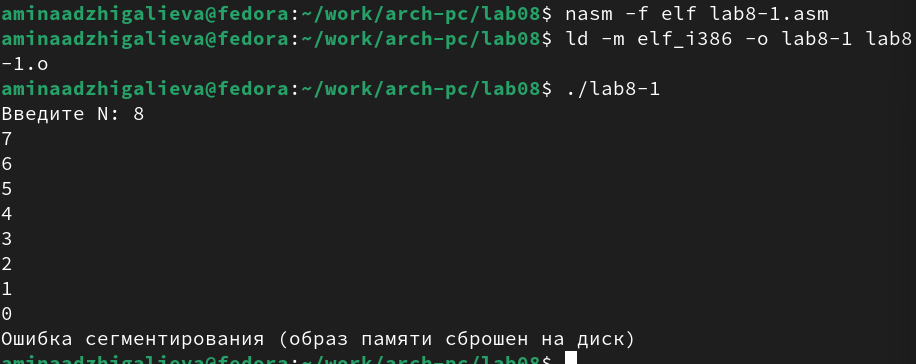 aminaadzhigalieva@fedora:~/work/arch-pc/lab08$ nasm -f elf lab8-1.asm
aminaadzhigalieva@fedora:~/work/arch-pc/lab08$ ld -m elf_i386 -o lab8-1 lab8
-1.o
aminaadzhigalieva@fedora:~/work/arch-pc/lab08$ ./lab8-1
Введите N: 8
7
6
5
4
3
2
1
0
Ошибка сегментирования (образ памяти сброшен на диск)
aminaadzhigalieva@fedora:~/work/arch-pc/lab08$